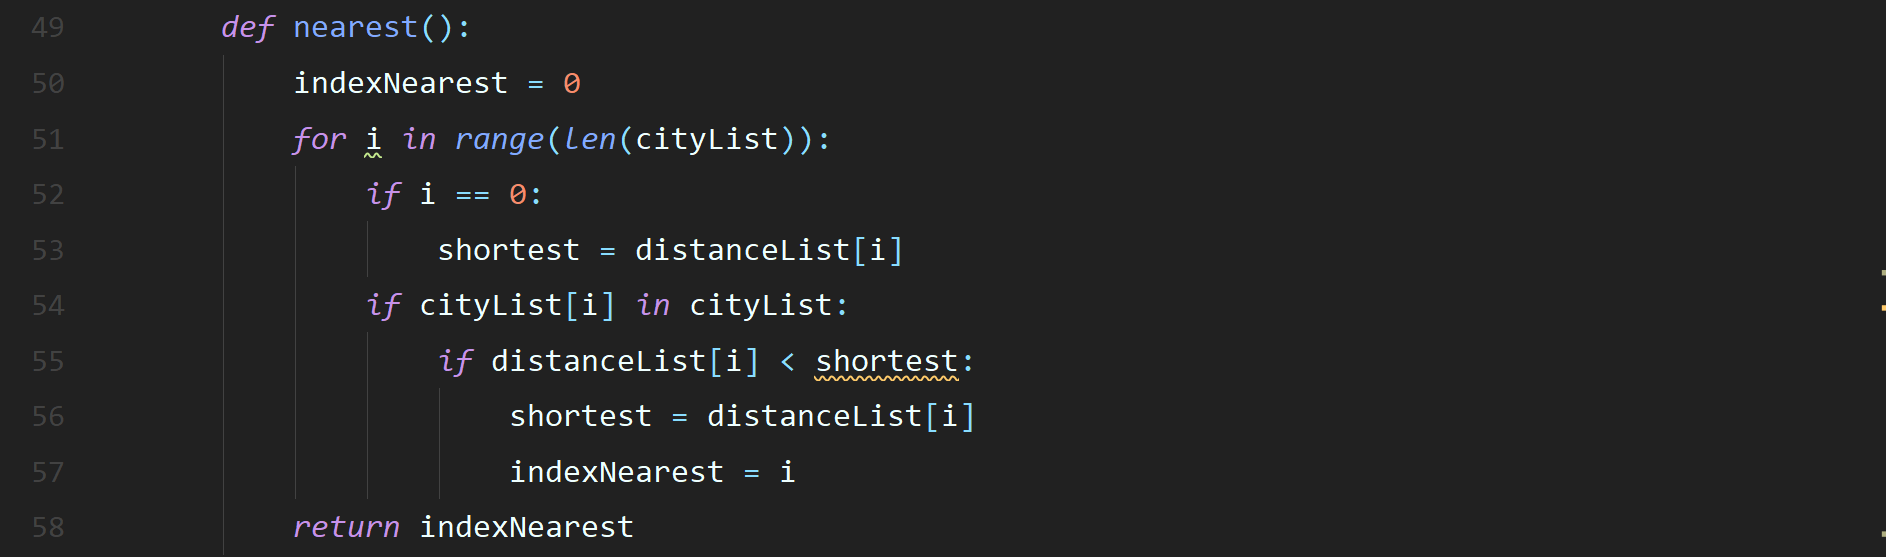 49 def nearest():
50 indexNearest = 0
51 for i in range(len(cityList)):
52 if i == 0:
53 shortest = distanceList[i]
54 if cityList[i] in cityList:
55 if distanceList[i] < shortest:
56 shortest = distanceList[i]
57 indexNearest = i
58 return indexNearest